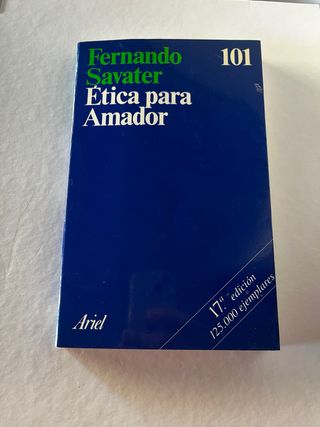 Fernando 101
Savater
Ética para
Amador
17ª. edición
125.000 ejemplares
Ariel